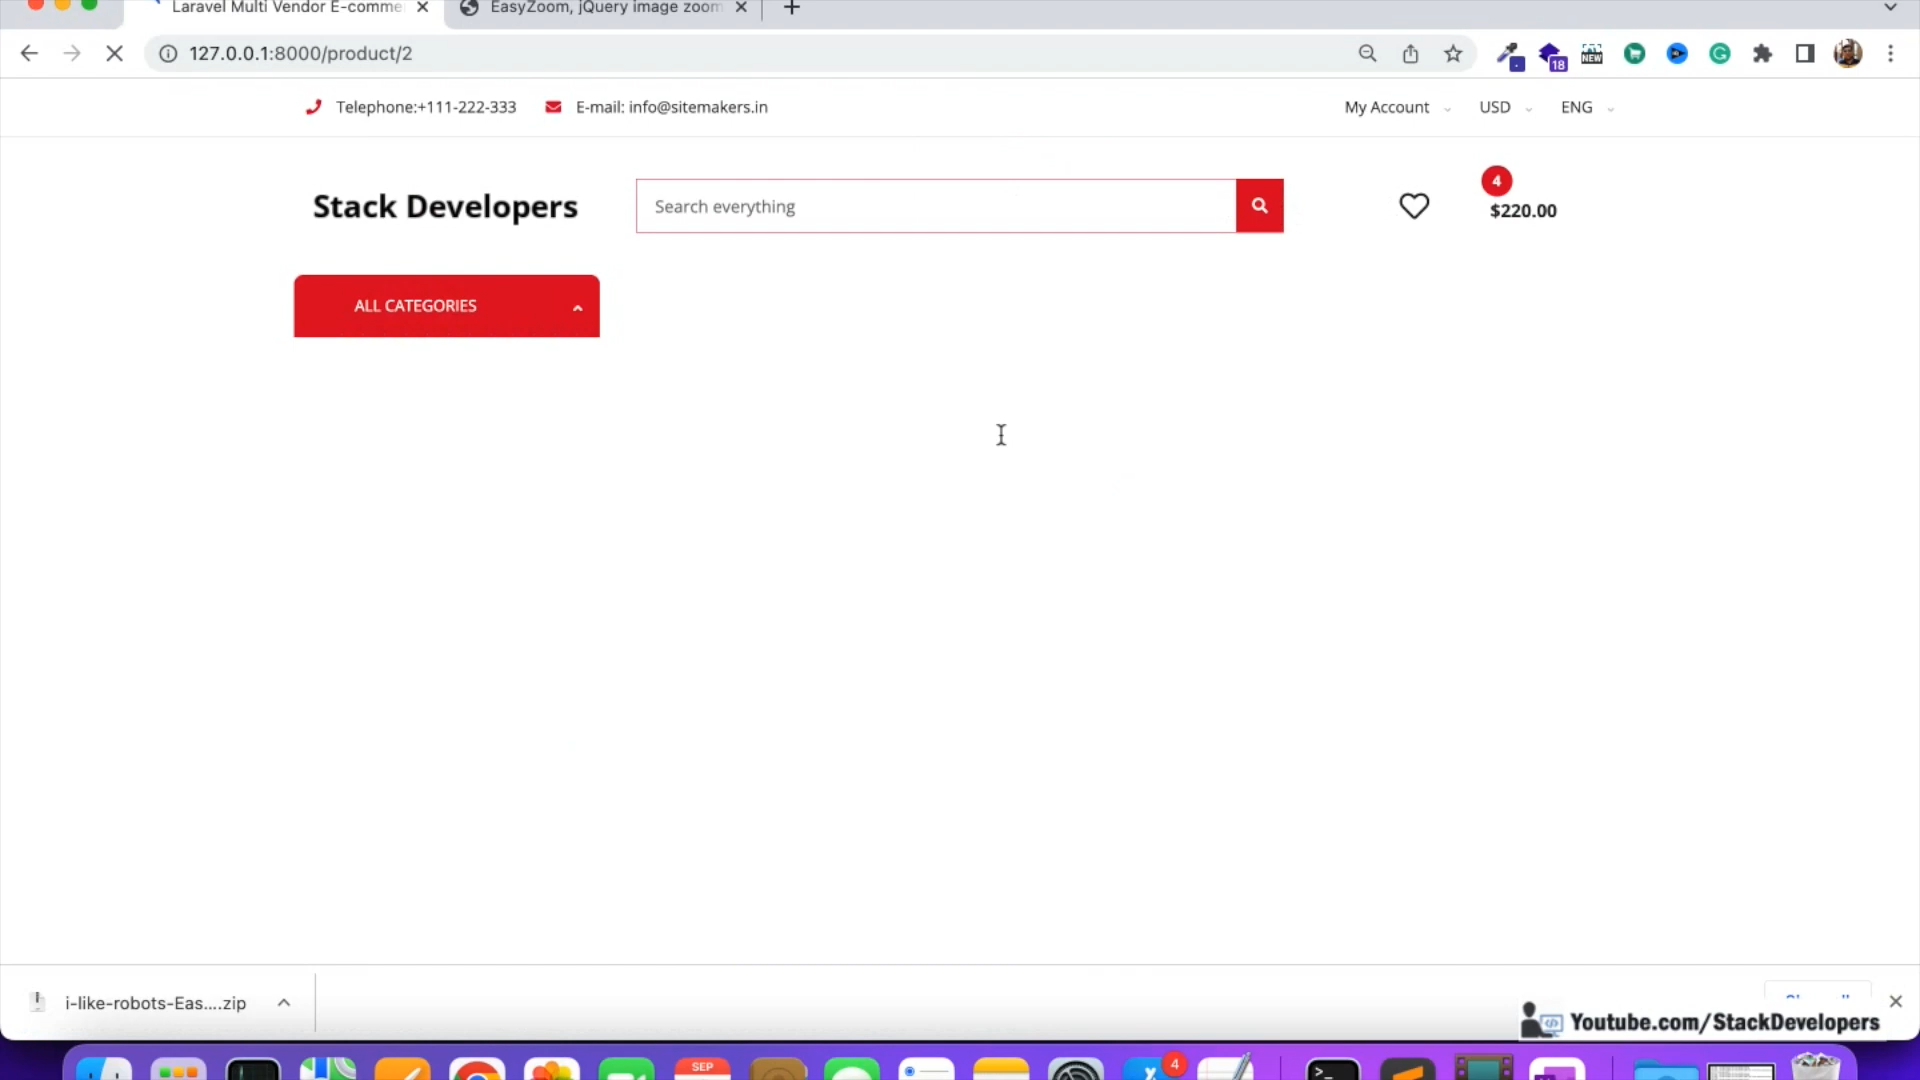 Laravel Multi Vendor E-comme
EasyZoom, jQuery image zoom
127.0.0.1:8000/product/2
18
NEW
Telephone:+111-222-333
E-mail: info@sitemakers.in
My Account
USD
ENG
Stack Developers
Search everything
4
$220.00
ALL CATEGORIES
i-like-robots-Eas....zip
Youtube.com/StackDevelopers
SEP
4